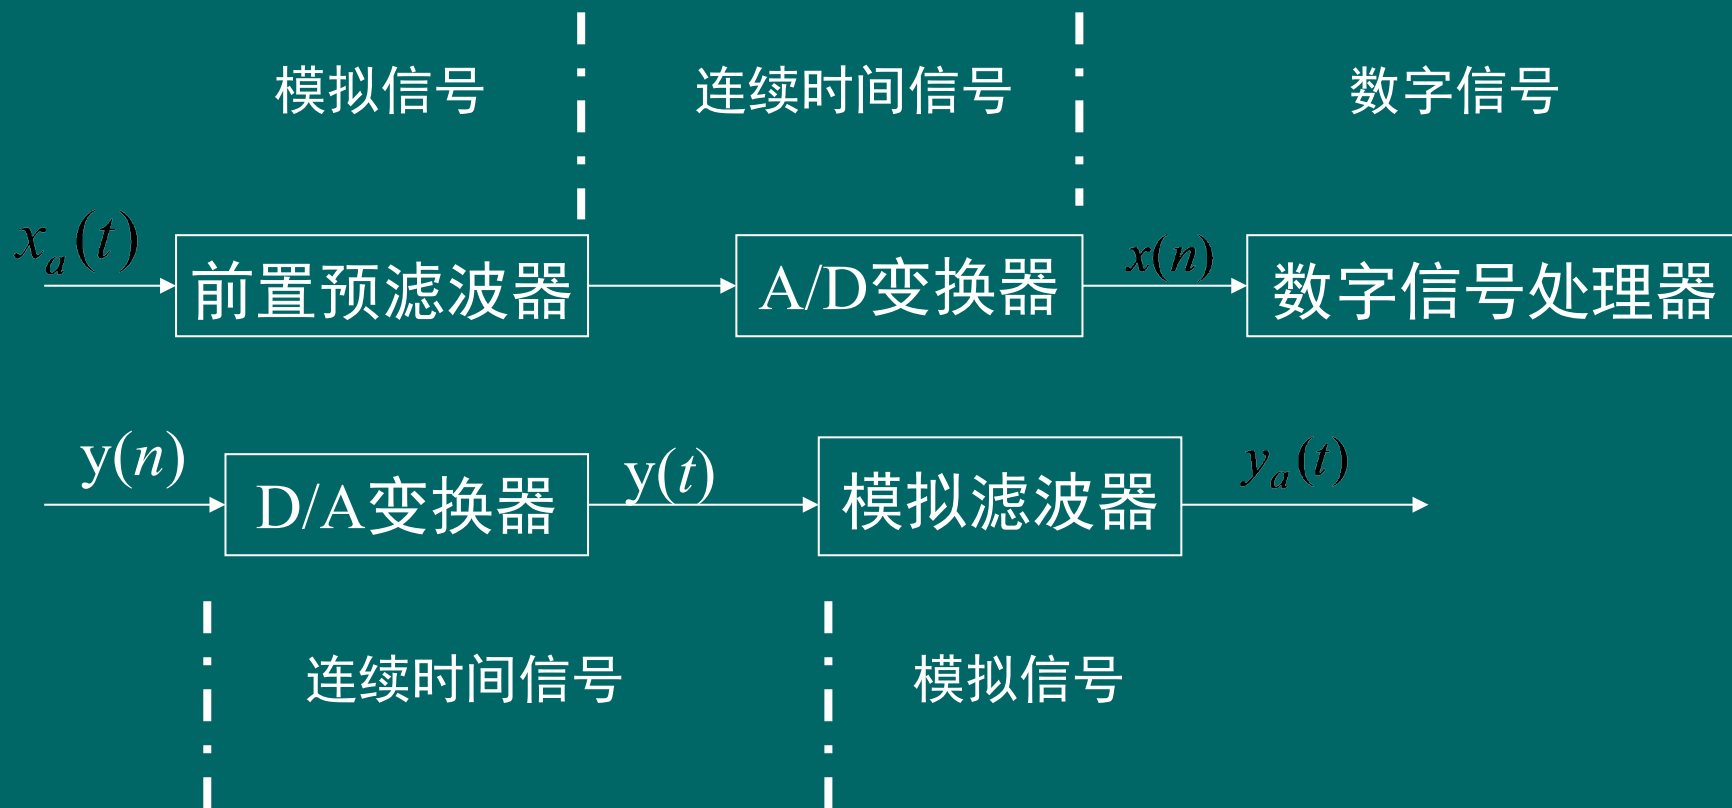 模拟信号 连续时间信号 数字信号
xₐ(t) 前置预滤波器 A/D变换器 x(n) 数字信号处理器
y(n) D/A变换器 y(t) 模拟滤波器 yₐ(t)
连续时间信号 模拟信号